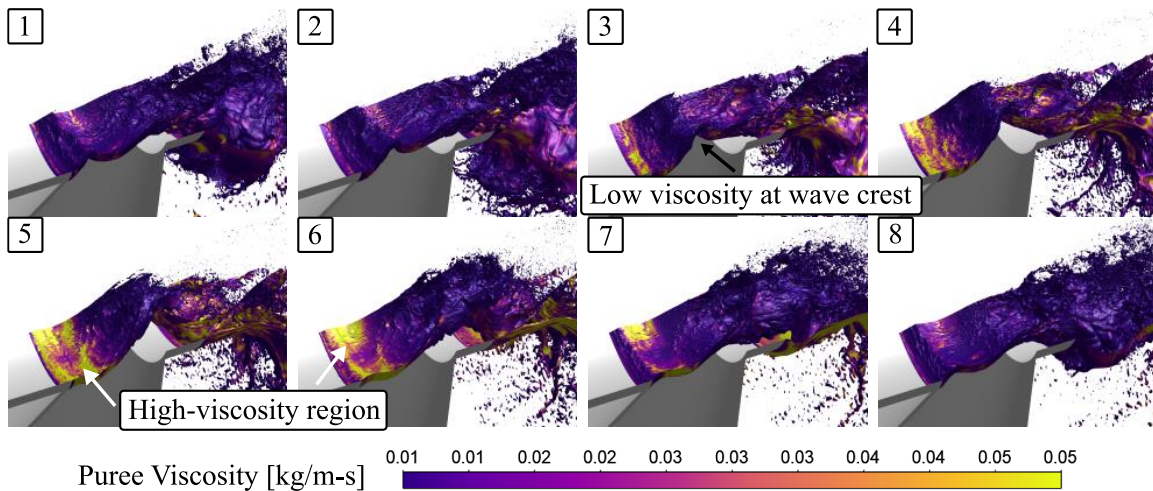 1
2
3
4
Low viscosity at wave crest
5
6
7
8
High-viscosity region
Puree Viscosity [kg/m-s]
0.01 0.01 0.02 0.02 0.03 0.03 0.03 0.04 0.04 0.05 0.05